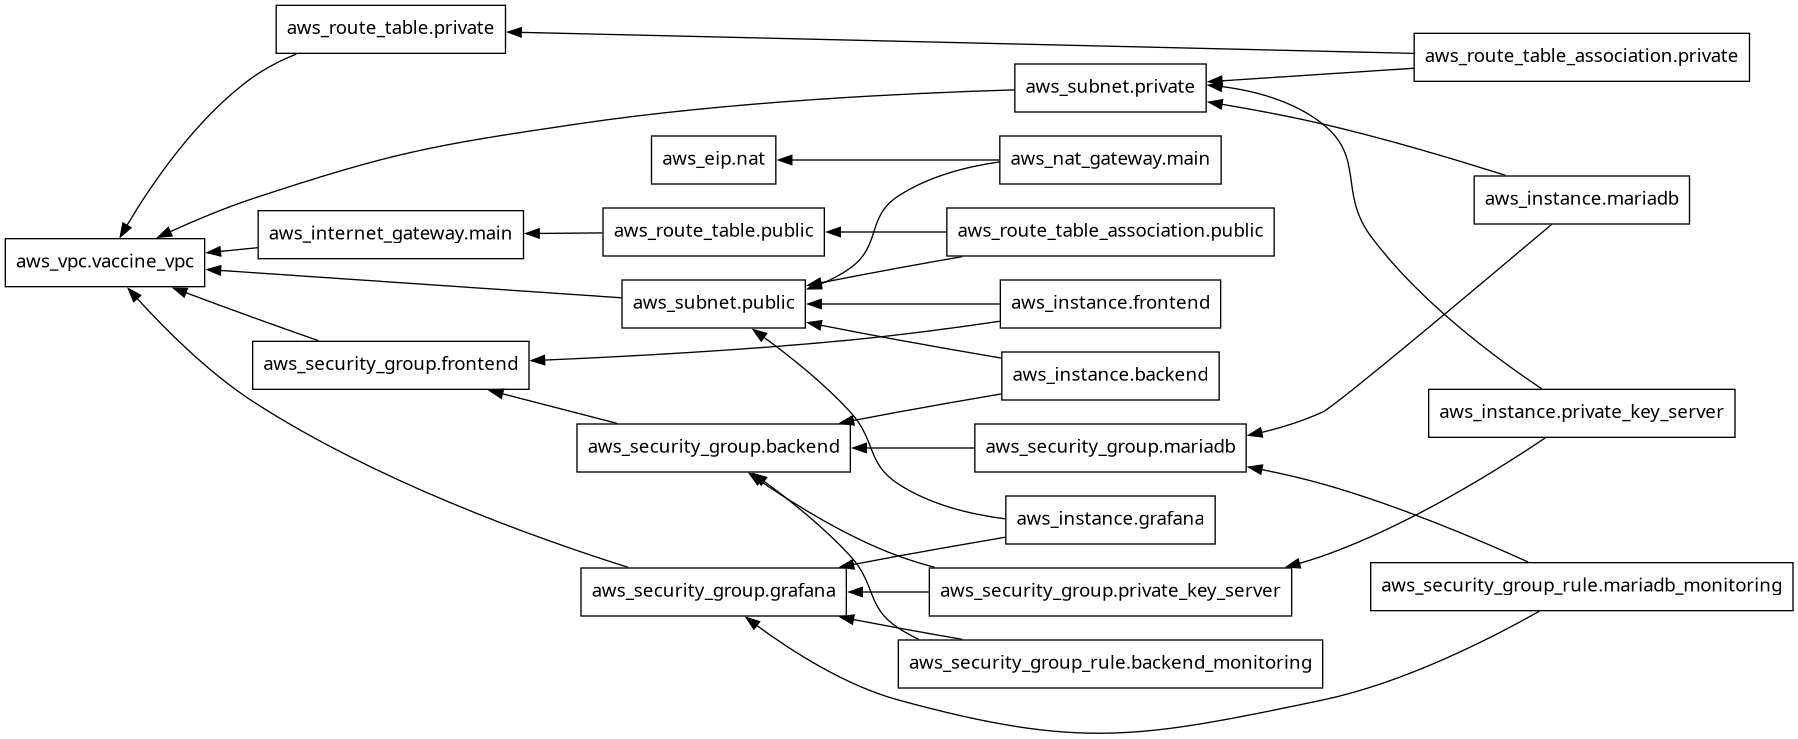 aws_route_table.private
aws_route_table_association.private
aws_subnet.private
aws_eip.nat
aws_nat_gateway.main
aws_instance.mariadb
aws_internet_gateway.main
aws_route_table.public
aws_route_table_association.public
aws_vpc.vaccine_vpc
aws_subnet.public
aws_instance.frontend
aws_security_group.frontend
aws_instance.backend
aws_instance.private_key_server
aws_security_group.backend
aws_security_group.mariadb
aws_instance.grafana
aws_security_group.grafana
aws_security_group.private_key_server
aws_security_group_rule.mariadb_monitoring
aws_security_group_rule.backend_monitoring